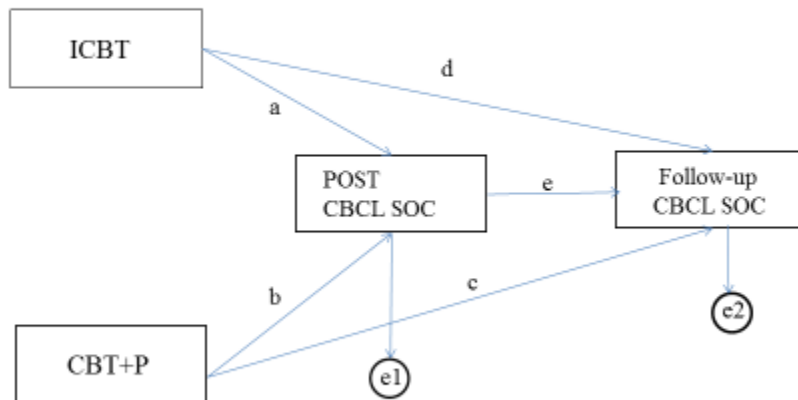 ICBT
d
a
POST
CBCL SOC
e
Follow-up
CBCL SOC
b
c
e2
CBT+P
e1